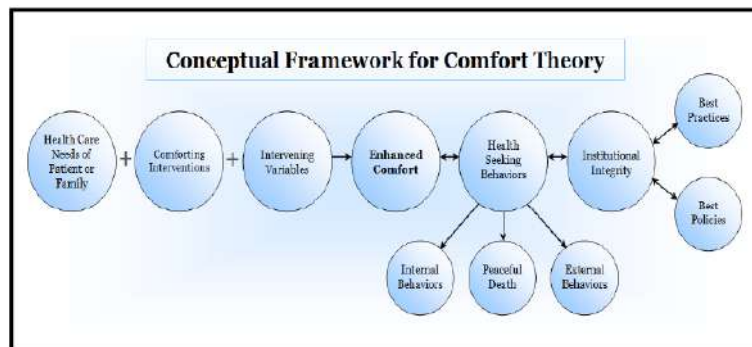 Conceptual Framework for Comfort Theory
Health Care
Needs of
Patient or
Family
+
Comforting
Interventions
+
Intervening
Variables
Enhanced
Comfort
Health
Seeking
Behaviors
Institutional
Integrity
Best
Practices
Best
Policies
Internal
Behaviors
Peaceful
Death
External
Behaviors